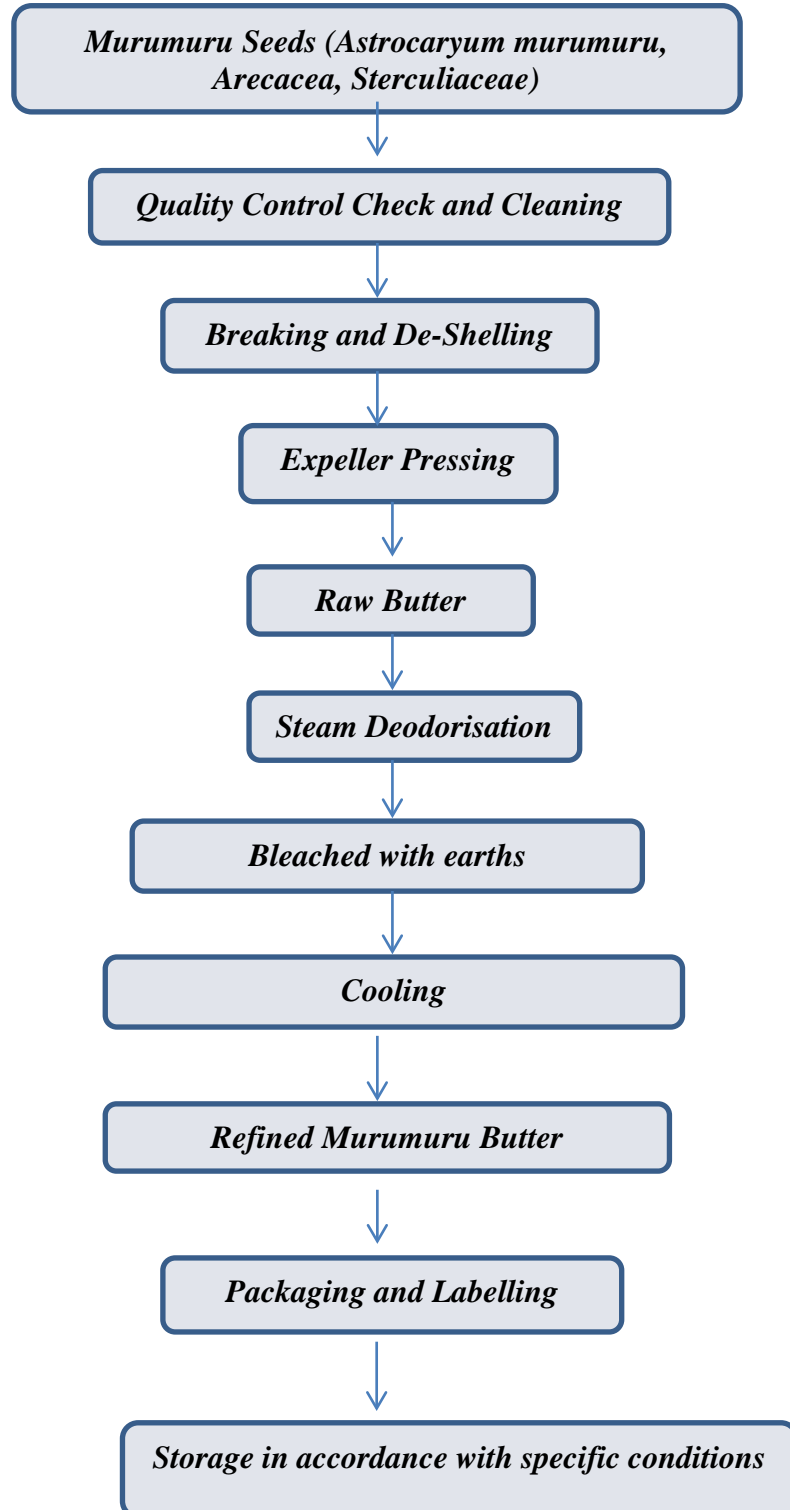 Murumuru Seeds (Astrocaryum murumuru,
Arecacea, Sterculiaceae)
Quality Control Check and Cleaning
Breaking and De-Shelling
Expeller Pressing
Raw Butter
Steam Deodorisation
Bleached with earths
Cooling
Refined Murumuru Butter
Packaging and Labelling
Storage in accordance with specific conditions